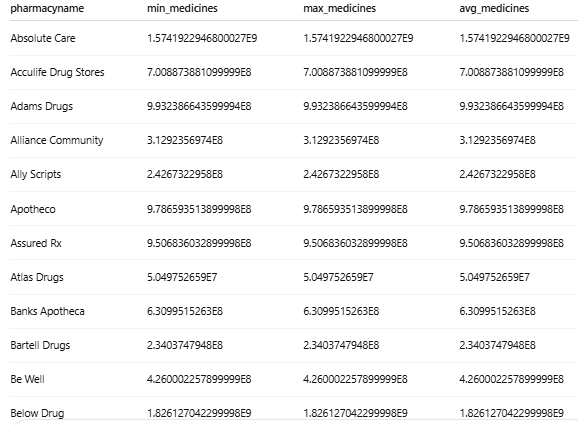 pharmacyname min_medicines max_medicines avg_medicines
Absolute Care 1.5741922946800027E9 1.5741922946800027E9 1.5741922946800027E9
Acculife Drug Stores 7.008873881099999E8 7.008873881099999E8 7.008873881099999E8
Adams Drugs 9.932386643599994E8 9.932386643599994E8 9.932386643599994E8
Alliance Community 3.1292356974E8 3.1292356974E8 3.1292356974E8
Ally Scripts 2.4267322958E8 2.4267322958E8 2.4267322958E8
Apotheco 9.786593513899998E8 9.786593513899998E8 9.786593513899998E8
Assured Rx 9.506836032899998E8 9.506836032899998E8 9.506836032899998E8
Atlas Drugs 5.049752659E7 5.049752659E7 5.049752659E7
Banks Apotheca 6.3099515263E8 6.3099515263E8 6.3099515263E8
Bartell Drugs 2.3403747948E8 2.3403747948E8 2.3403747948E8
Be Well 4.260002257899999E8 4.260002257899999E8 4.260002257899999E8
Below Drug 1.826127042299998E9 1.826127042299998E9 1.826127042299998E9